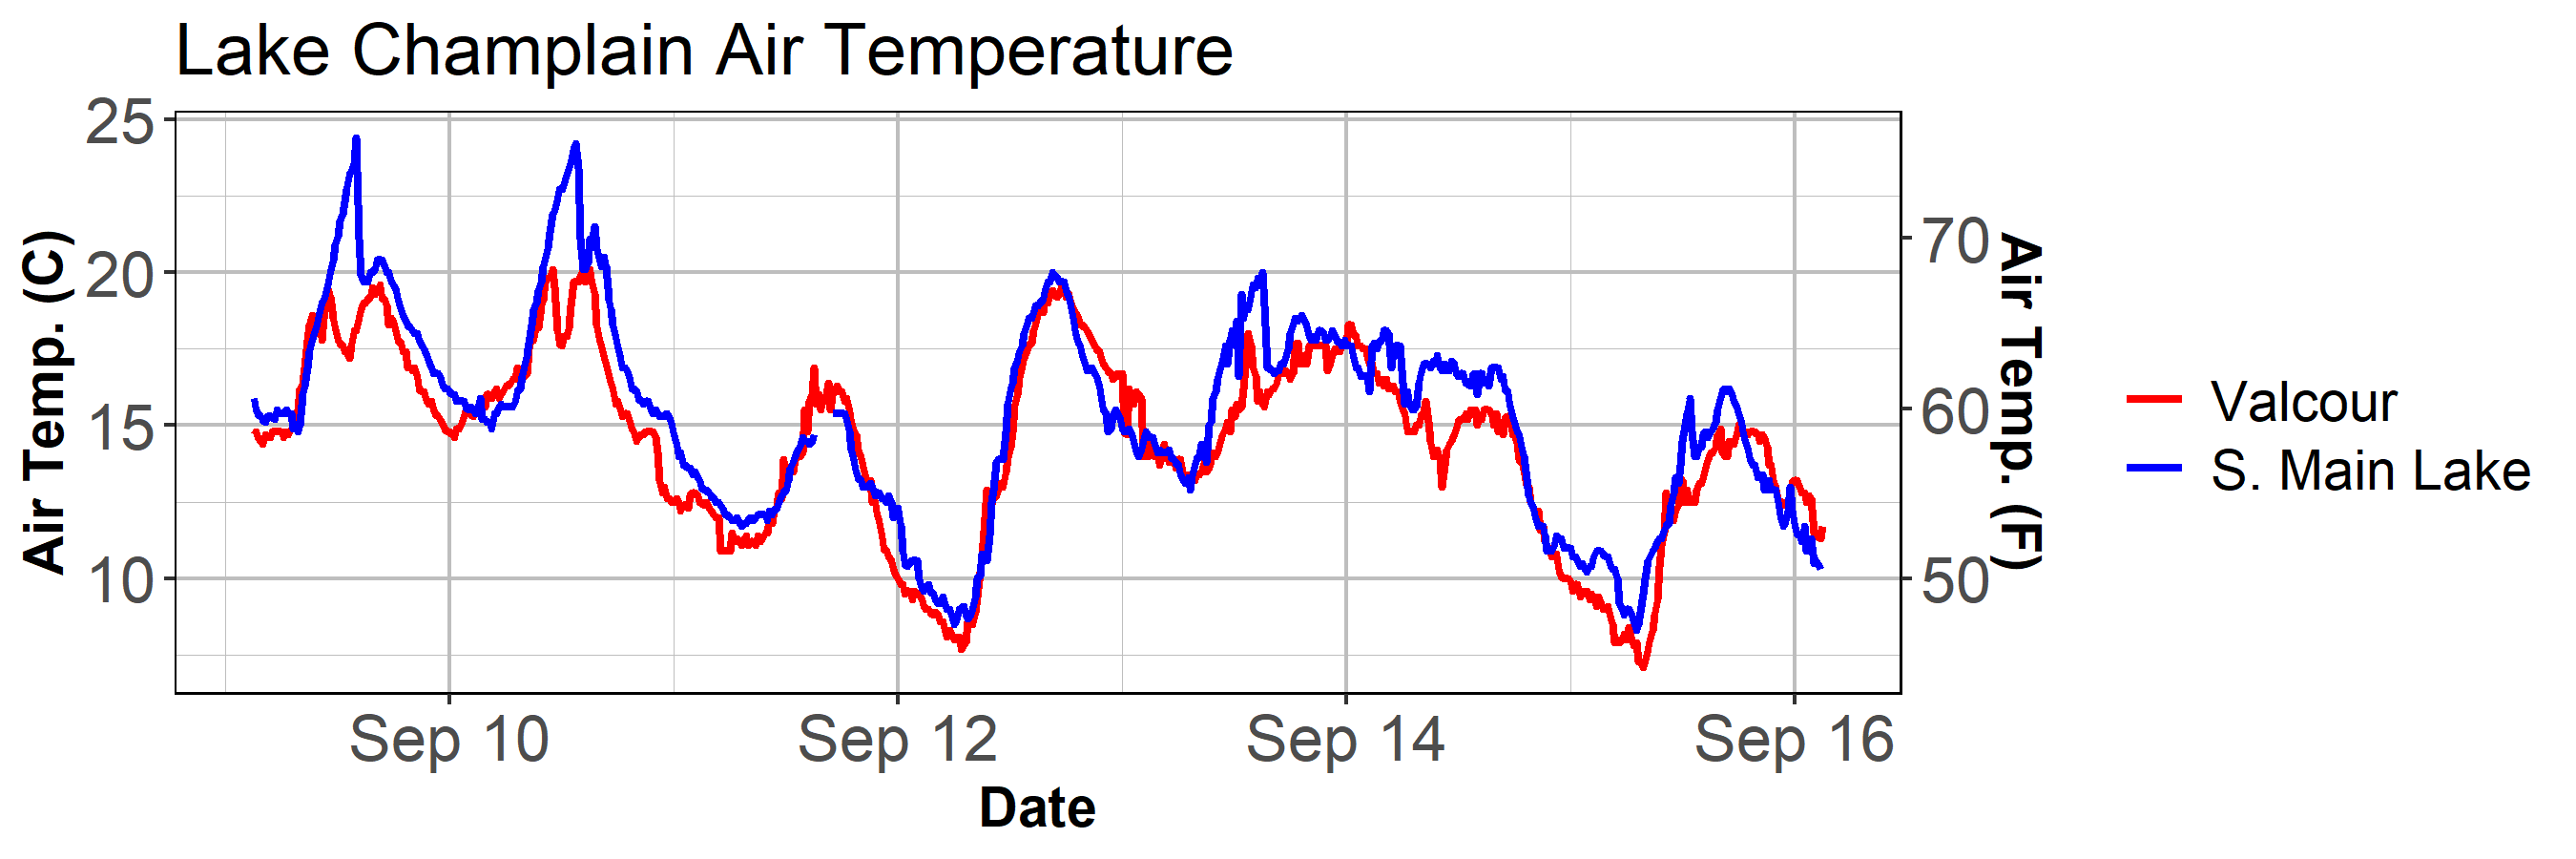 Lake Champlain Air Temperature
25
20
15
10
Air Temp. (C)
70
60
50
Air Temp. (F)
Sep 10
Sep 12
Sep 14
Sep 16
Date
Valcour
S. Main Lake